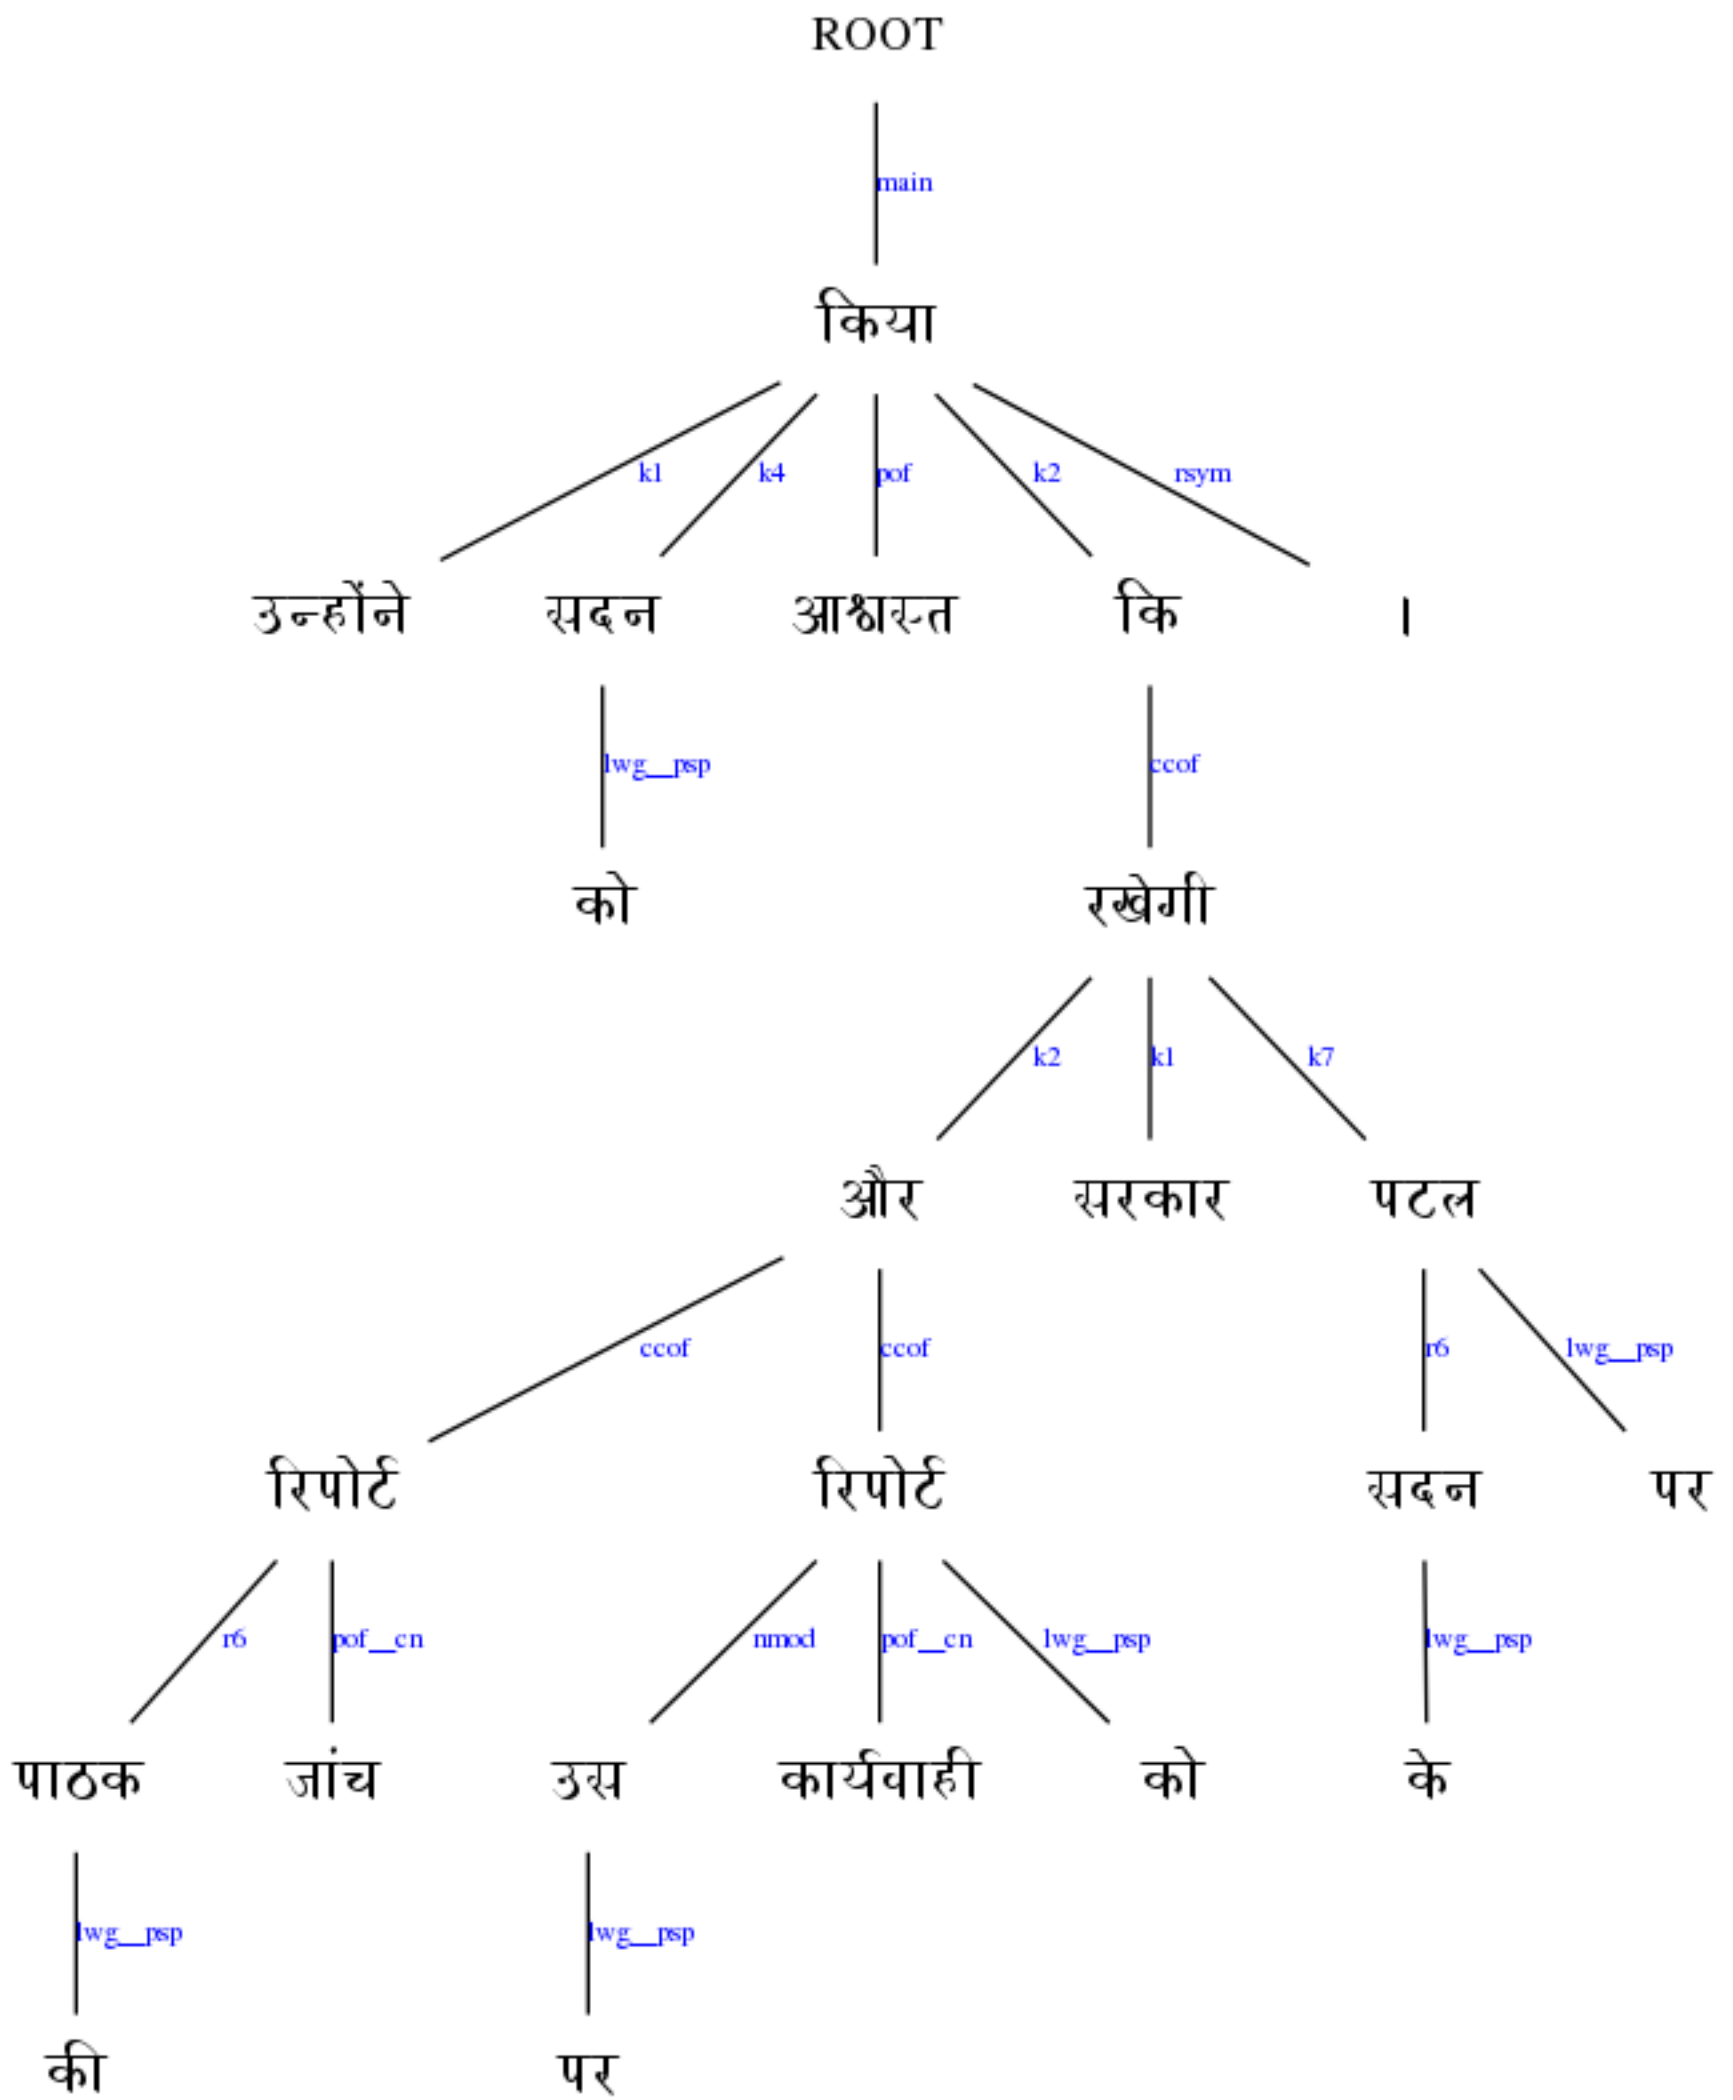 ROOT
main
किया
k1 k4 pof k2 rsym
उन्होंने सदन आश्वस्त कि ।
lwg__psp ccof
को रखेगी
k2 k1 k7
और सरकार पटल
ccof ccof r6 lwg__psp
रिपोर्ट रिपोर्ट सदन पर
r6 pof__cn nmod pof__cn lwg__psp lwg__psp
पाठक जांच उस कार्यवाही को के
lwg__psp lwg__psp
की पर